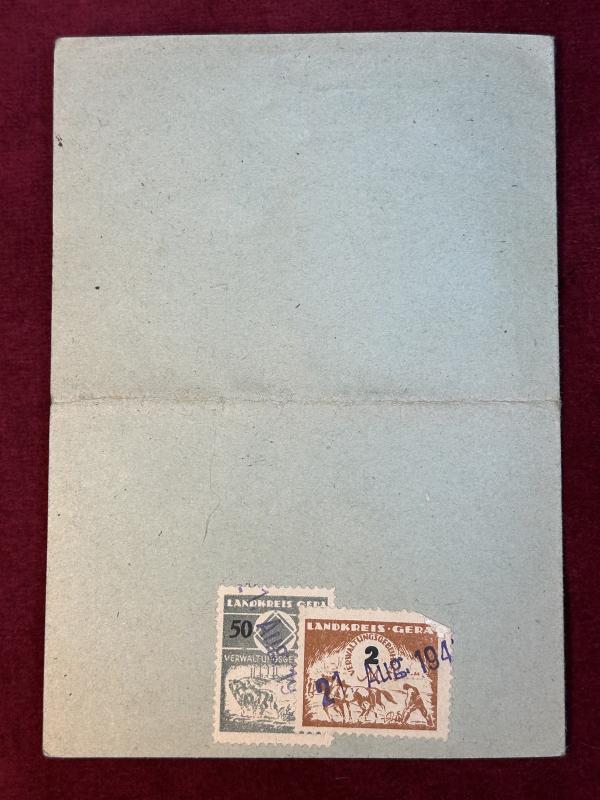 LANDKREIS GERA
50
VERWALTUNGSGE
LANDKREIS · GERA
VERWALTUNGSGEBÜHR
2
21. Aug. 194